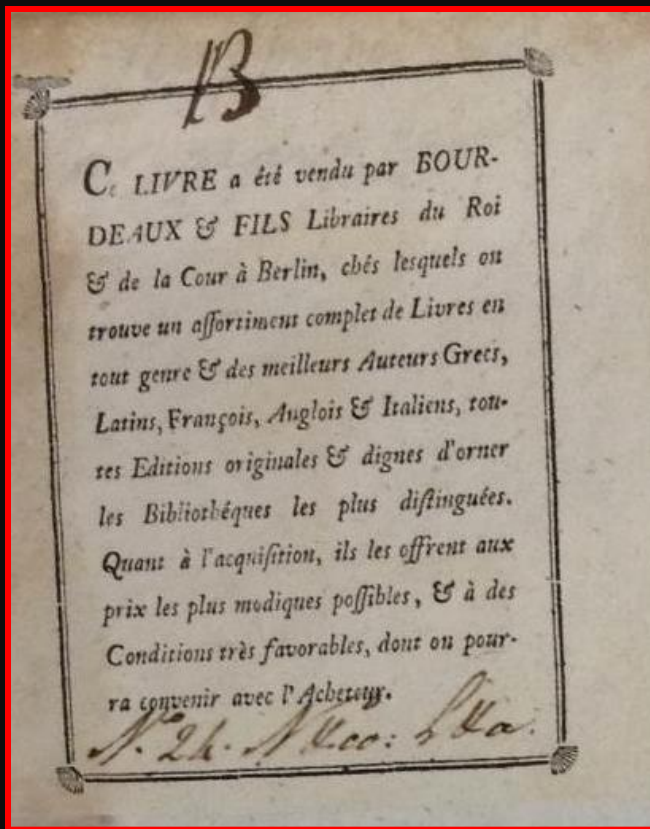 B
Ce LIVRE a été vendu par BOUR-
DEAUX & FILS Libraires du Roi
& de la Cour à Berlin, chés lesquels on
trouve un aſſortiment complet de Livres en
tout genre & des meilleurs Auteurs Grecs,
Latins, François, Anglois & Italiens, tou-
tes Editions originales & dignes d'orner
les Bibliothéques les plus diſtinguées.
Quant à l'acquiſition, ils les offrent aux
prix les plus modiques poſſibles, & à des
Conditions très favorables, dont on pour-
ra convenir avec l'Acheteur.
N.º 24.